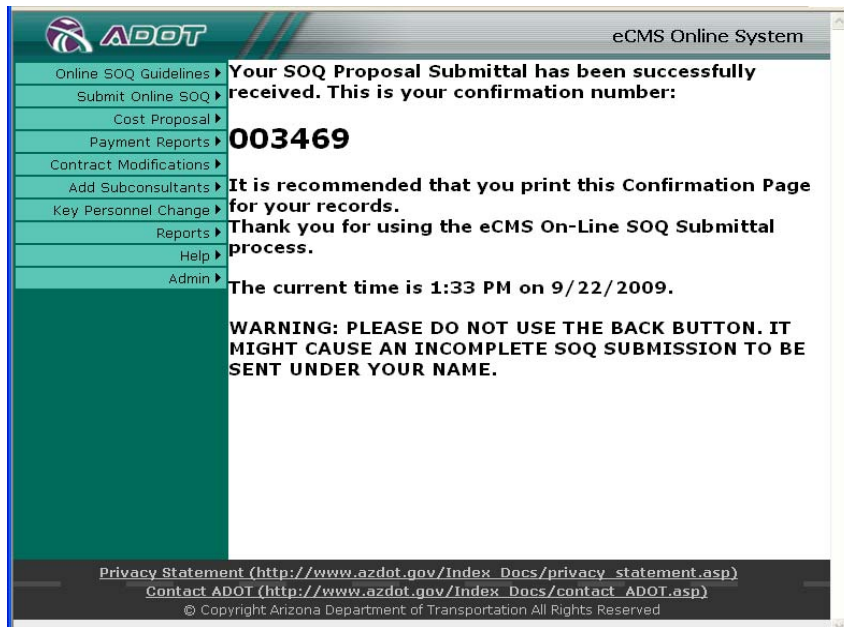 ADOT
eCMS Online System
Online SOQ Guidelines
Submit Online SOQ
Cost Proposal
Payment Reports
Contract Modifications
Add Subconsultants
Key Personnel Change
Reports
Help
Admin
Your SOQ Proposal Submittal has been successfully
received. This is your confirmation number:
003469
It is recommended that you print this Confirmation Page
for your records.
Thank you for using the eCMS On-Line SOQ Submittal
process.
The current time is 1:33 PM on 9/22/2009.
WARNING: PLEASE DO NOT USE THE BACK BUTTON. IT
MIGHT CAUSE AN INCOMPLETE SOQ SUBMISSION TO BE
SENT UNDER YOUR NAME.
Privacy Statement (http://www.azdot.gov/Index_Docs/privacy_statement.asp)
Contact ADOT (http://www.azdot.gov/Index_Docs/contact_ADOT.asp)
© Copyright Arizona Department of Transportation All Rights Reserved